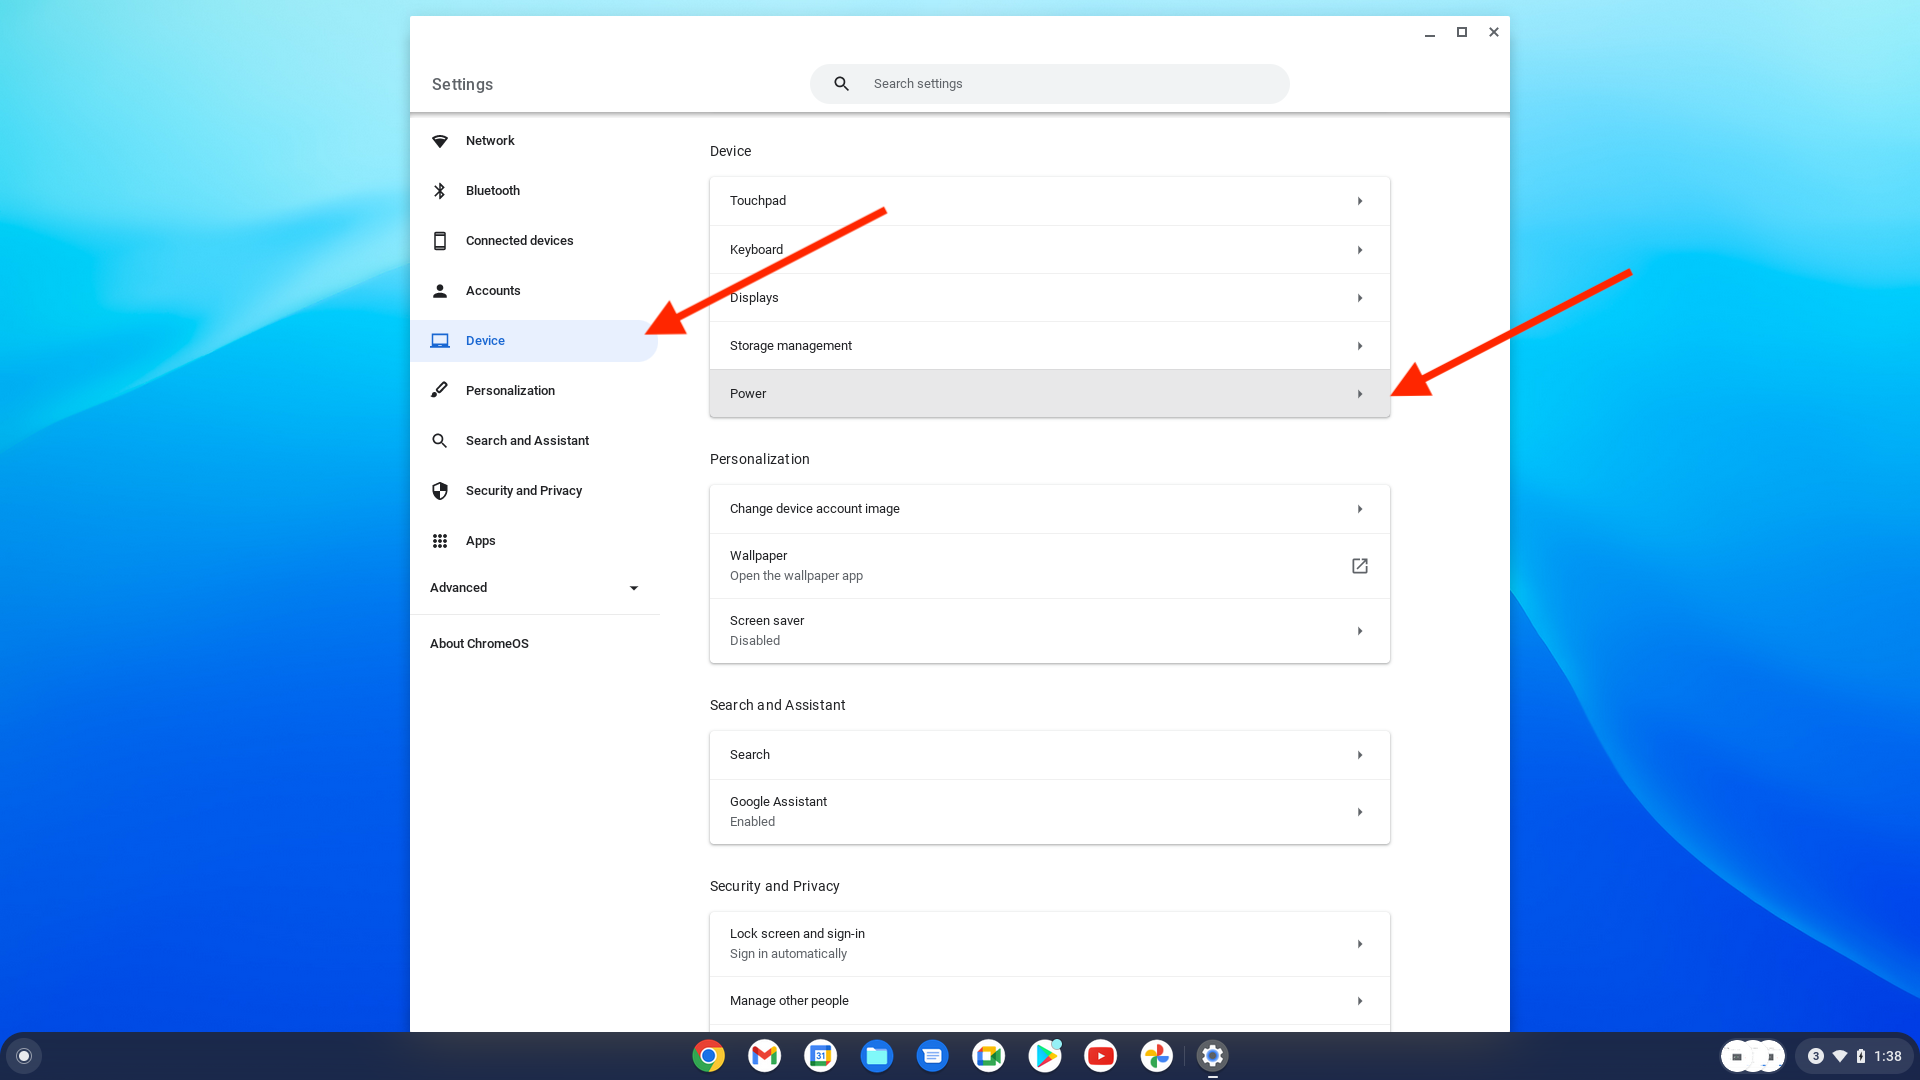 Settings
Search settings
Network
Bluetooth
Connected devices
Accounts
Device
Personalization
Search and Assistant
Security and Privacy
Apps
Advanced
About ChromeOS
Device
Touchpad
Keyboard
Displays
Storage management
Power
Personalization
Change device account image
Wallpaper
Open the wallpaper app
Screen saver
Disabled
Search and Assistant
Search
Google Assistant
Enabled
Security and Privacy
Lock screen and sign-in
Sign in automatically
Manage other people
31
3
1:38